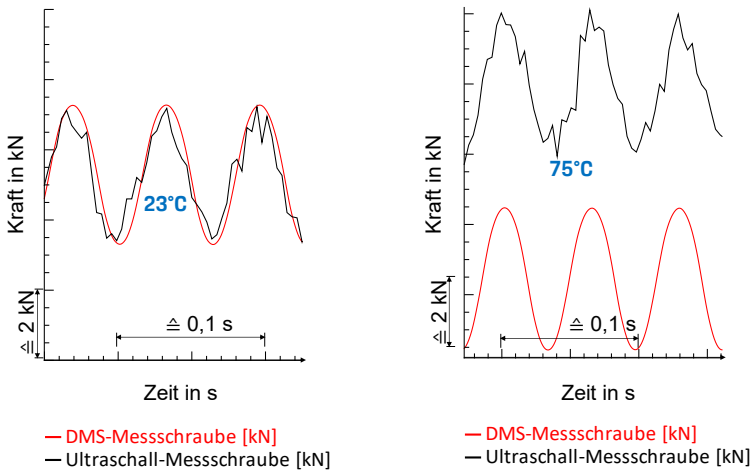 Kraft in kN
≙ 2 kN
23°C
≙ 0,1 s
Zeit in s
DMS-Messschraube [kN]
Ultraschall-Messschraube [kN]
Kraft in kN
≙ 2 kN
75°C
≙ 0,1 s
Zeit in s
DMS-Messschraube [kN]
Ultraschall-Messschraube [kN]